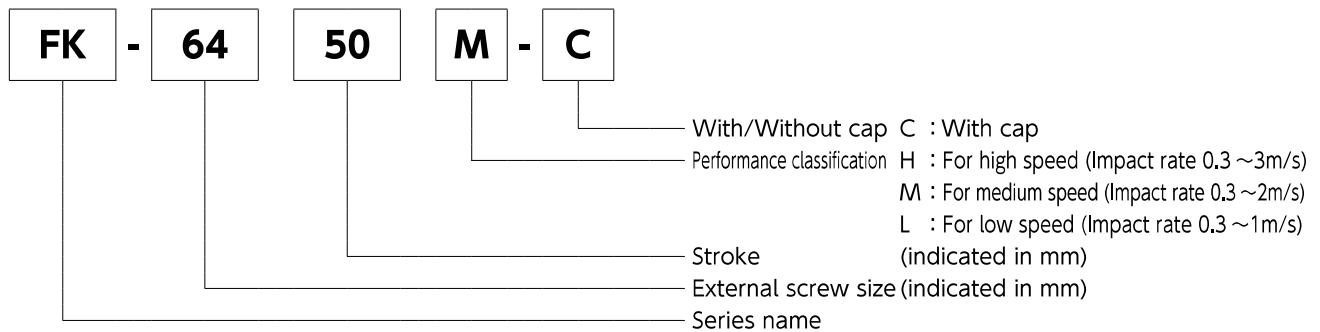 FK - 64 50 M - C
With/Without cap C : With cap
Performance classification H : For high speed (Impact rate 0.3～3m/s)
M : For medium speed (Impact rate 0.3～2m/s)
L : For low speed (Impact rate 0.3～1m/s)
Stroke (indicated in mm)
External screw size (indicated in mm)
Series name